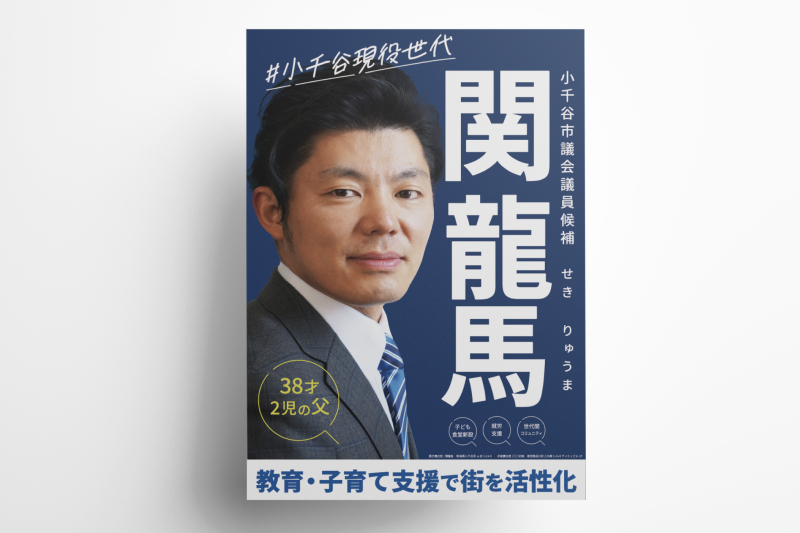 #小千谷現役世代
関龍馬
小千谷市議会議員候補 せき りゅうま
38才
2児の父
子ども
食堂新設
就労
支援
世代間
コミュニティ
教育・子育て支援で街を活性化